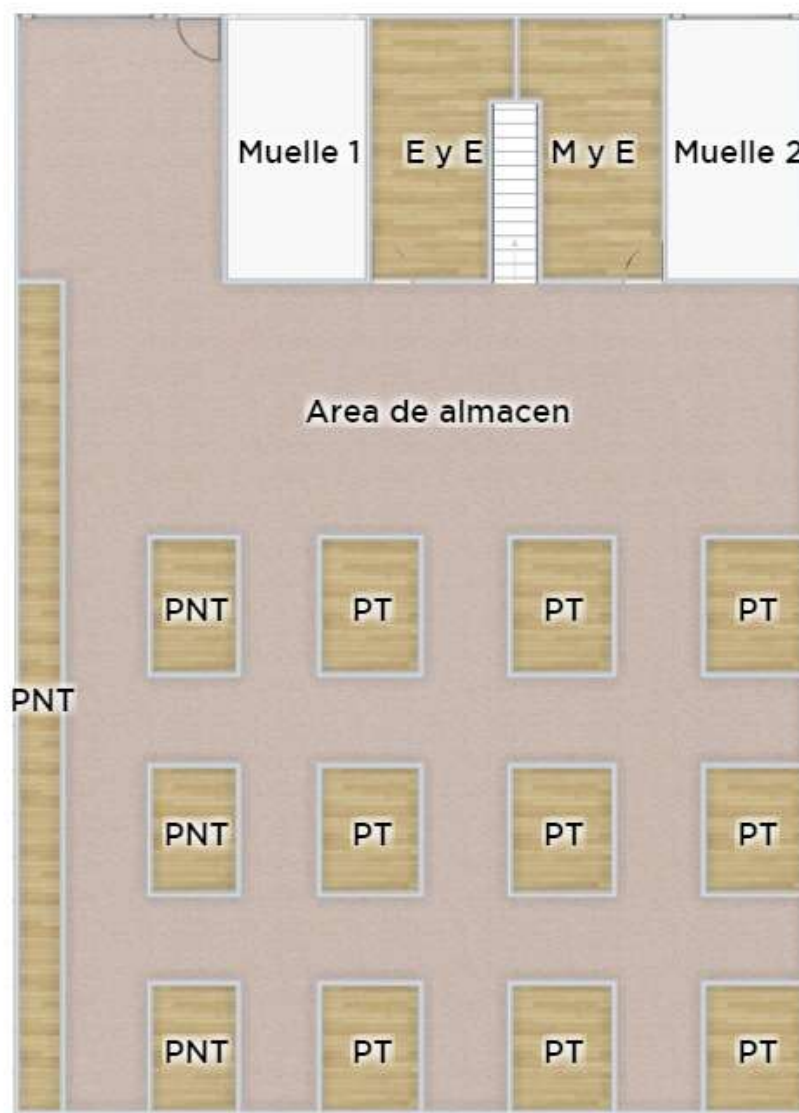 Muelle 1
E y E
M y E
Muelle 2
Area de almacen
PNT
PT
PT
PT
PNT
PNT
PT
PT
PT
PNT
PT
PT
PT